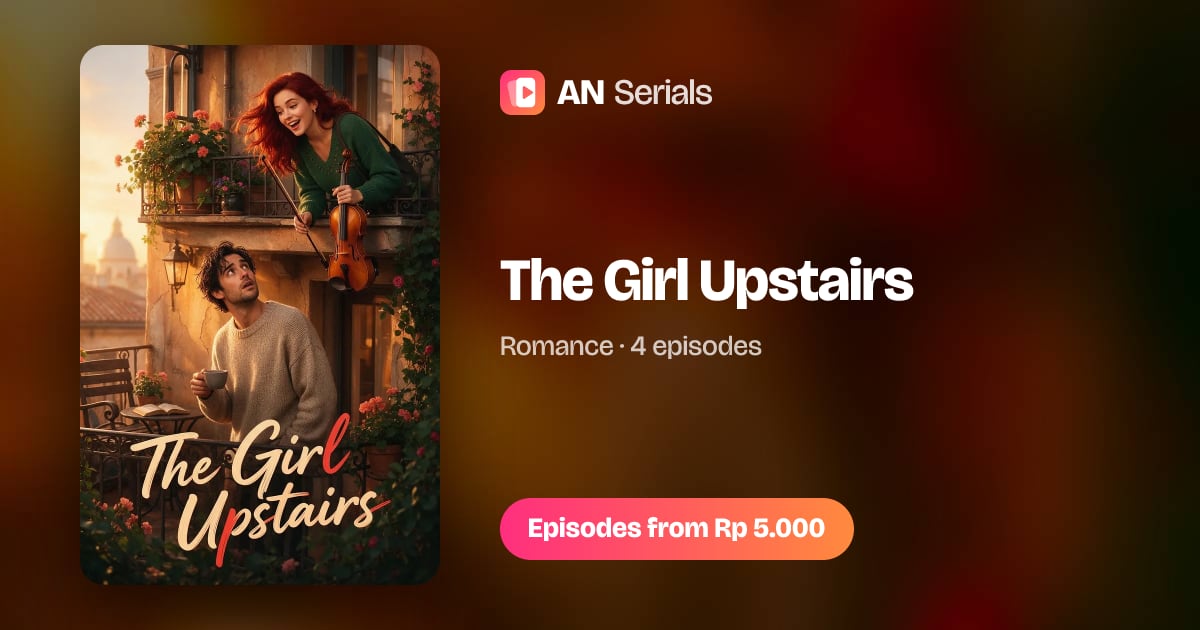 The Girl
Upstairs
AN Serials
The Girl Upstairs
Romance · 4 episodes
Episodes from Rp 5.000